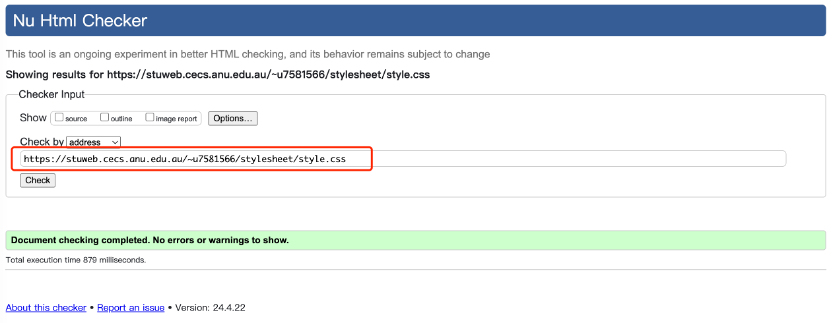 Nu Html Checker
This tool is an ongoing experiment in better HTML checking, and its behavior remains subject to change
Showing results for https://stuweb.cecs.anu.edu.au/~u7581566/stylesheet/style.css
Checker Input
Show source outline image report Options...
Check by address
https://stuweb.cecs.anu.edu.au/~u7581566/stylesheet/style.css
Check
Document checking completed. No errors or warnings to show.
Total execution time 879 milliseconds.
About this checker • Report an issue • Version: 24.4.22